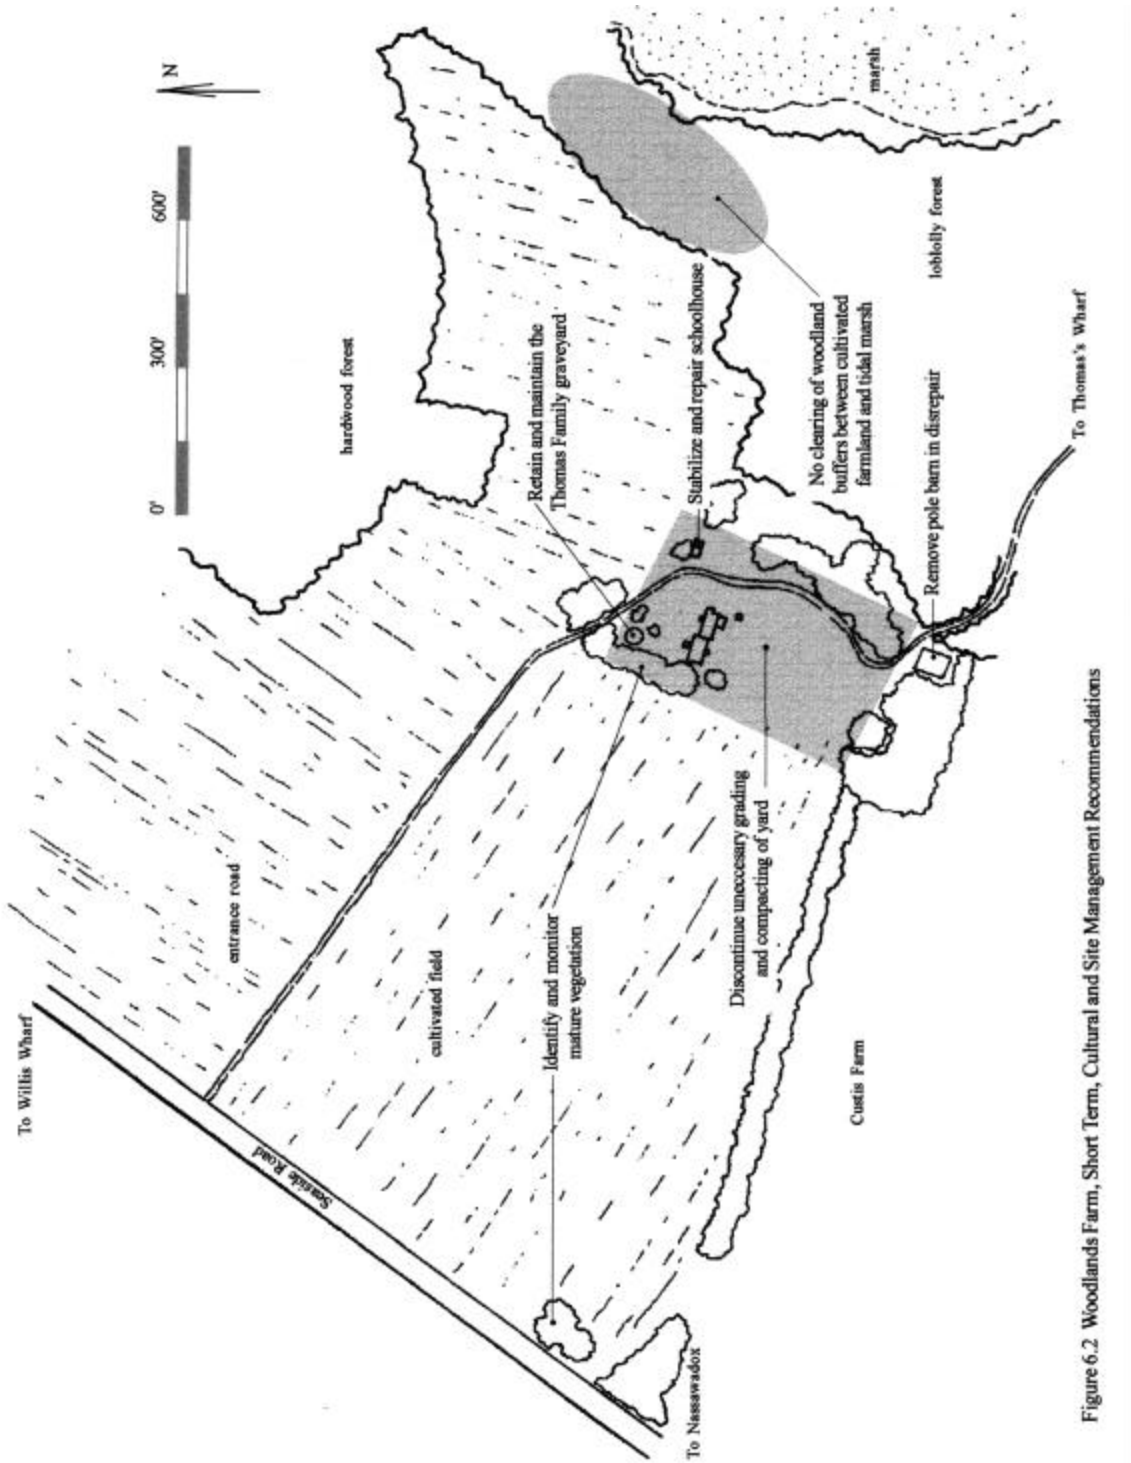 To Willis Wharf
entrance road
hardwood forest
0'
300'
600'
N
Seaside Road
cultivated field
Retain and maintain the
Thomas Family graveyard
Identify and monitor
mature vegetation
Stabilize and repair schoolhouse
marsh
To Nassawadox
Discontinue uneccesary grading
and compacting of yard
No clearing of woodland
buffers between cultivated
farmland and tidal marsh
loblolly forest
Custis Farm
Remove pole barn in disrepair
To Thomas's Wharf
Figure 6.2 Woodlands Farm, Short Term, Cultural and Site Management Recommendations